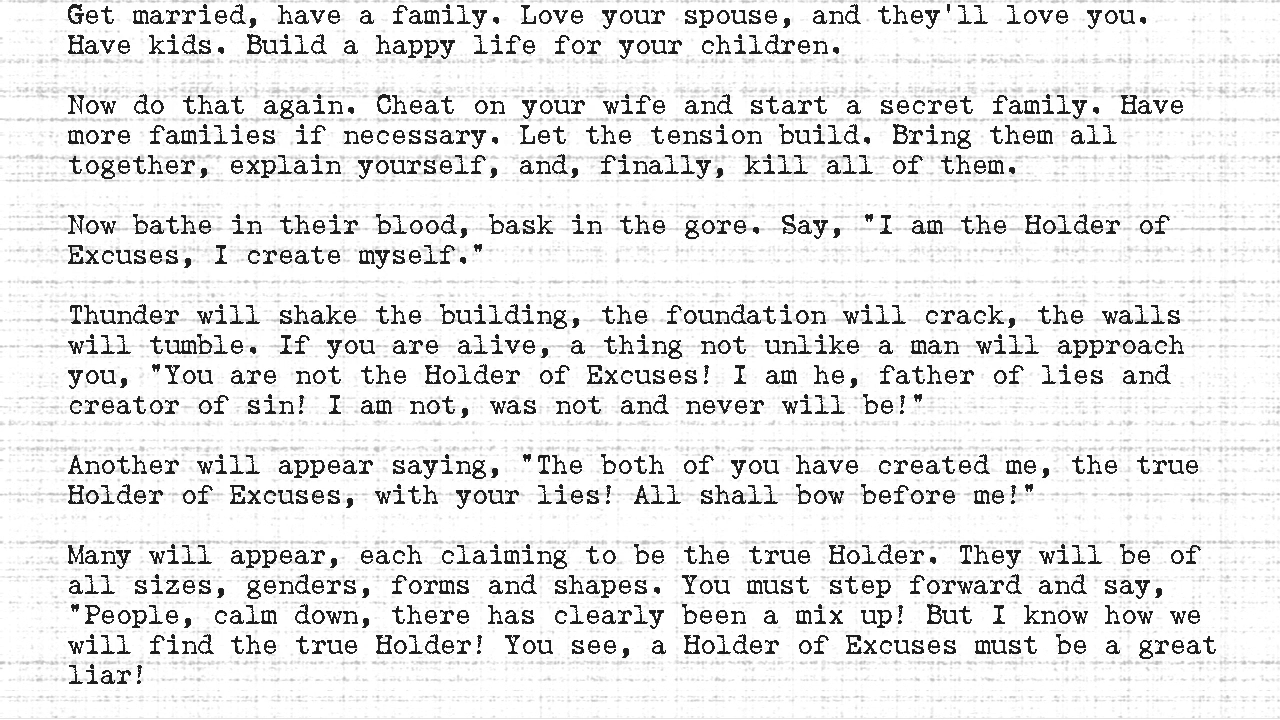 Get married, have a family. Love your spouse, and they'll love you.
Have kids. Build a happy life for your children.
Now do that again. Cheat on your wife and start a secret family. Have
more families if necessary. Let the tension build. Bring them all
together, explain yourself, and, finally, kill all of them.
Now bathe in their blood, bask in the gore. Say, "I am the Holder of
Excuses, I create myself."
Thunder will shake the building, the foundation will crack, the walls
will tumble. If you are alive, a thing not unlike a man will approach
you, "You are not the Holder of Excuses! I am he, father of lies and
creator of sin! I am not, was not and never will be!"
Another will appear saying, "The both of you have created me, the true
Holder of Excuses, with your lies! All shall bow before me!"
Many will appear, each claiming to be the true Holder. They will be of
all sizes, genders, forms and shapes. You must step forward and say,
"People, calm down, there has clearly been a mix up! But I know how we
will find the true Holder! You see, a Holder of Excuses must be a great
liar!